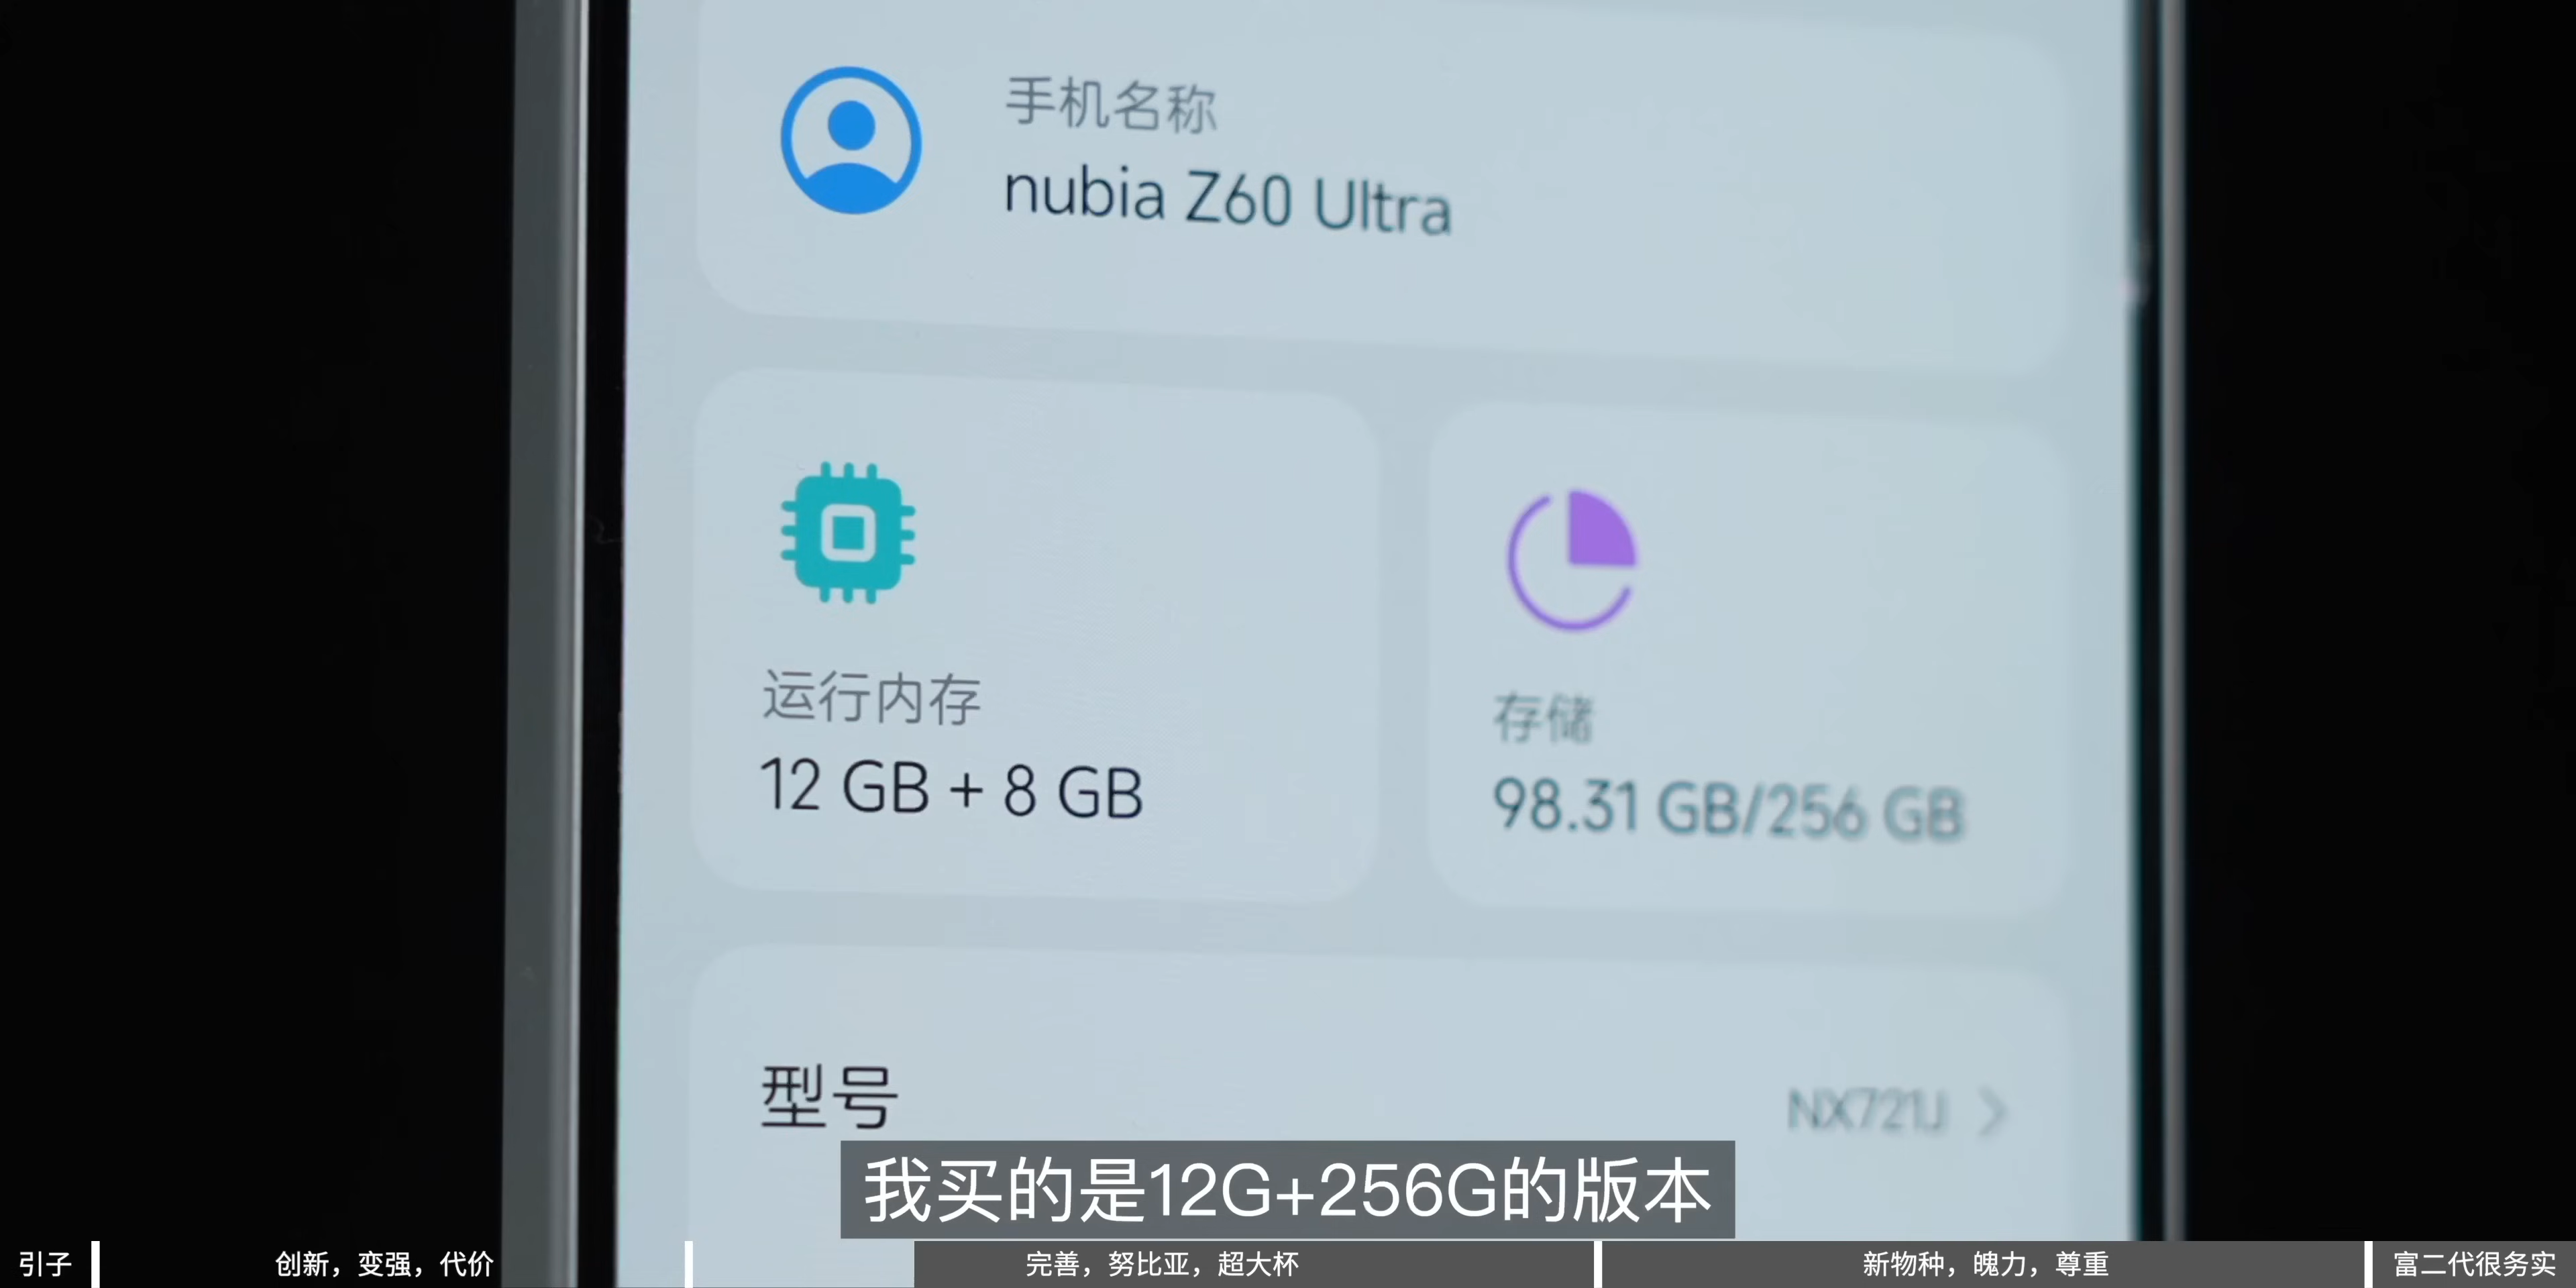 手机名称
nubia Z60 Ultra
运行内存
12 GB + 8 GB
存储
98.31 GB/256 GB
型号
NX721J
我买的是12G+256G的版本
引子
创新，变强，代价
完善，努比亚，超大杯
新物种，魄力，尊重
富二代很务实